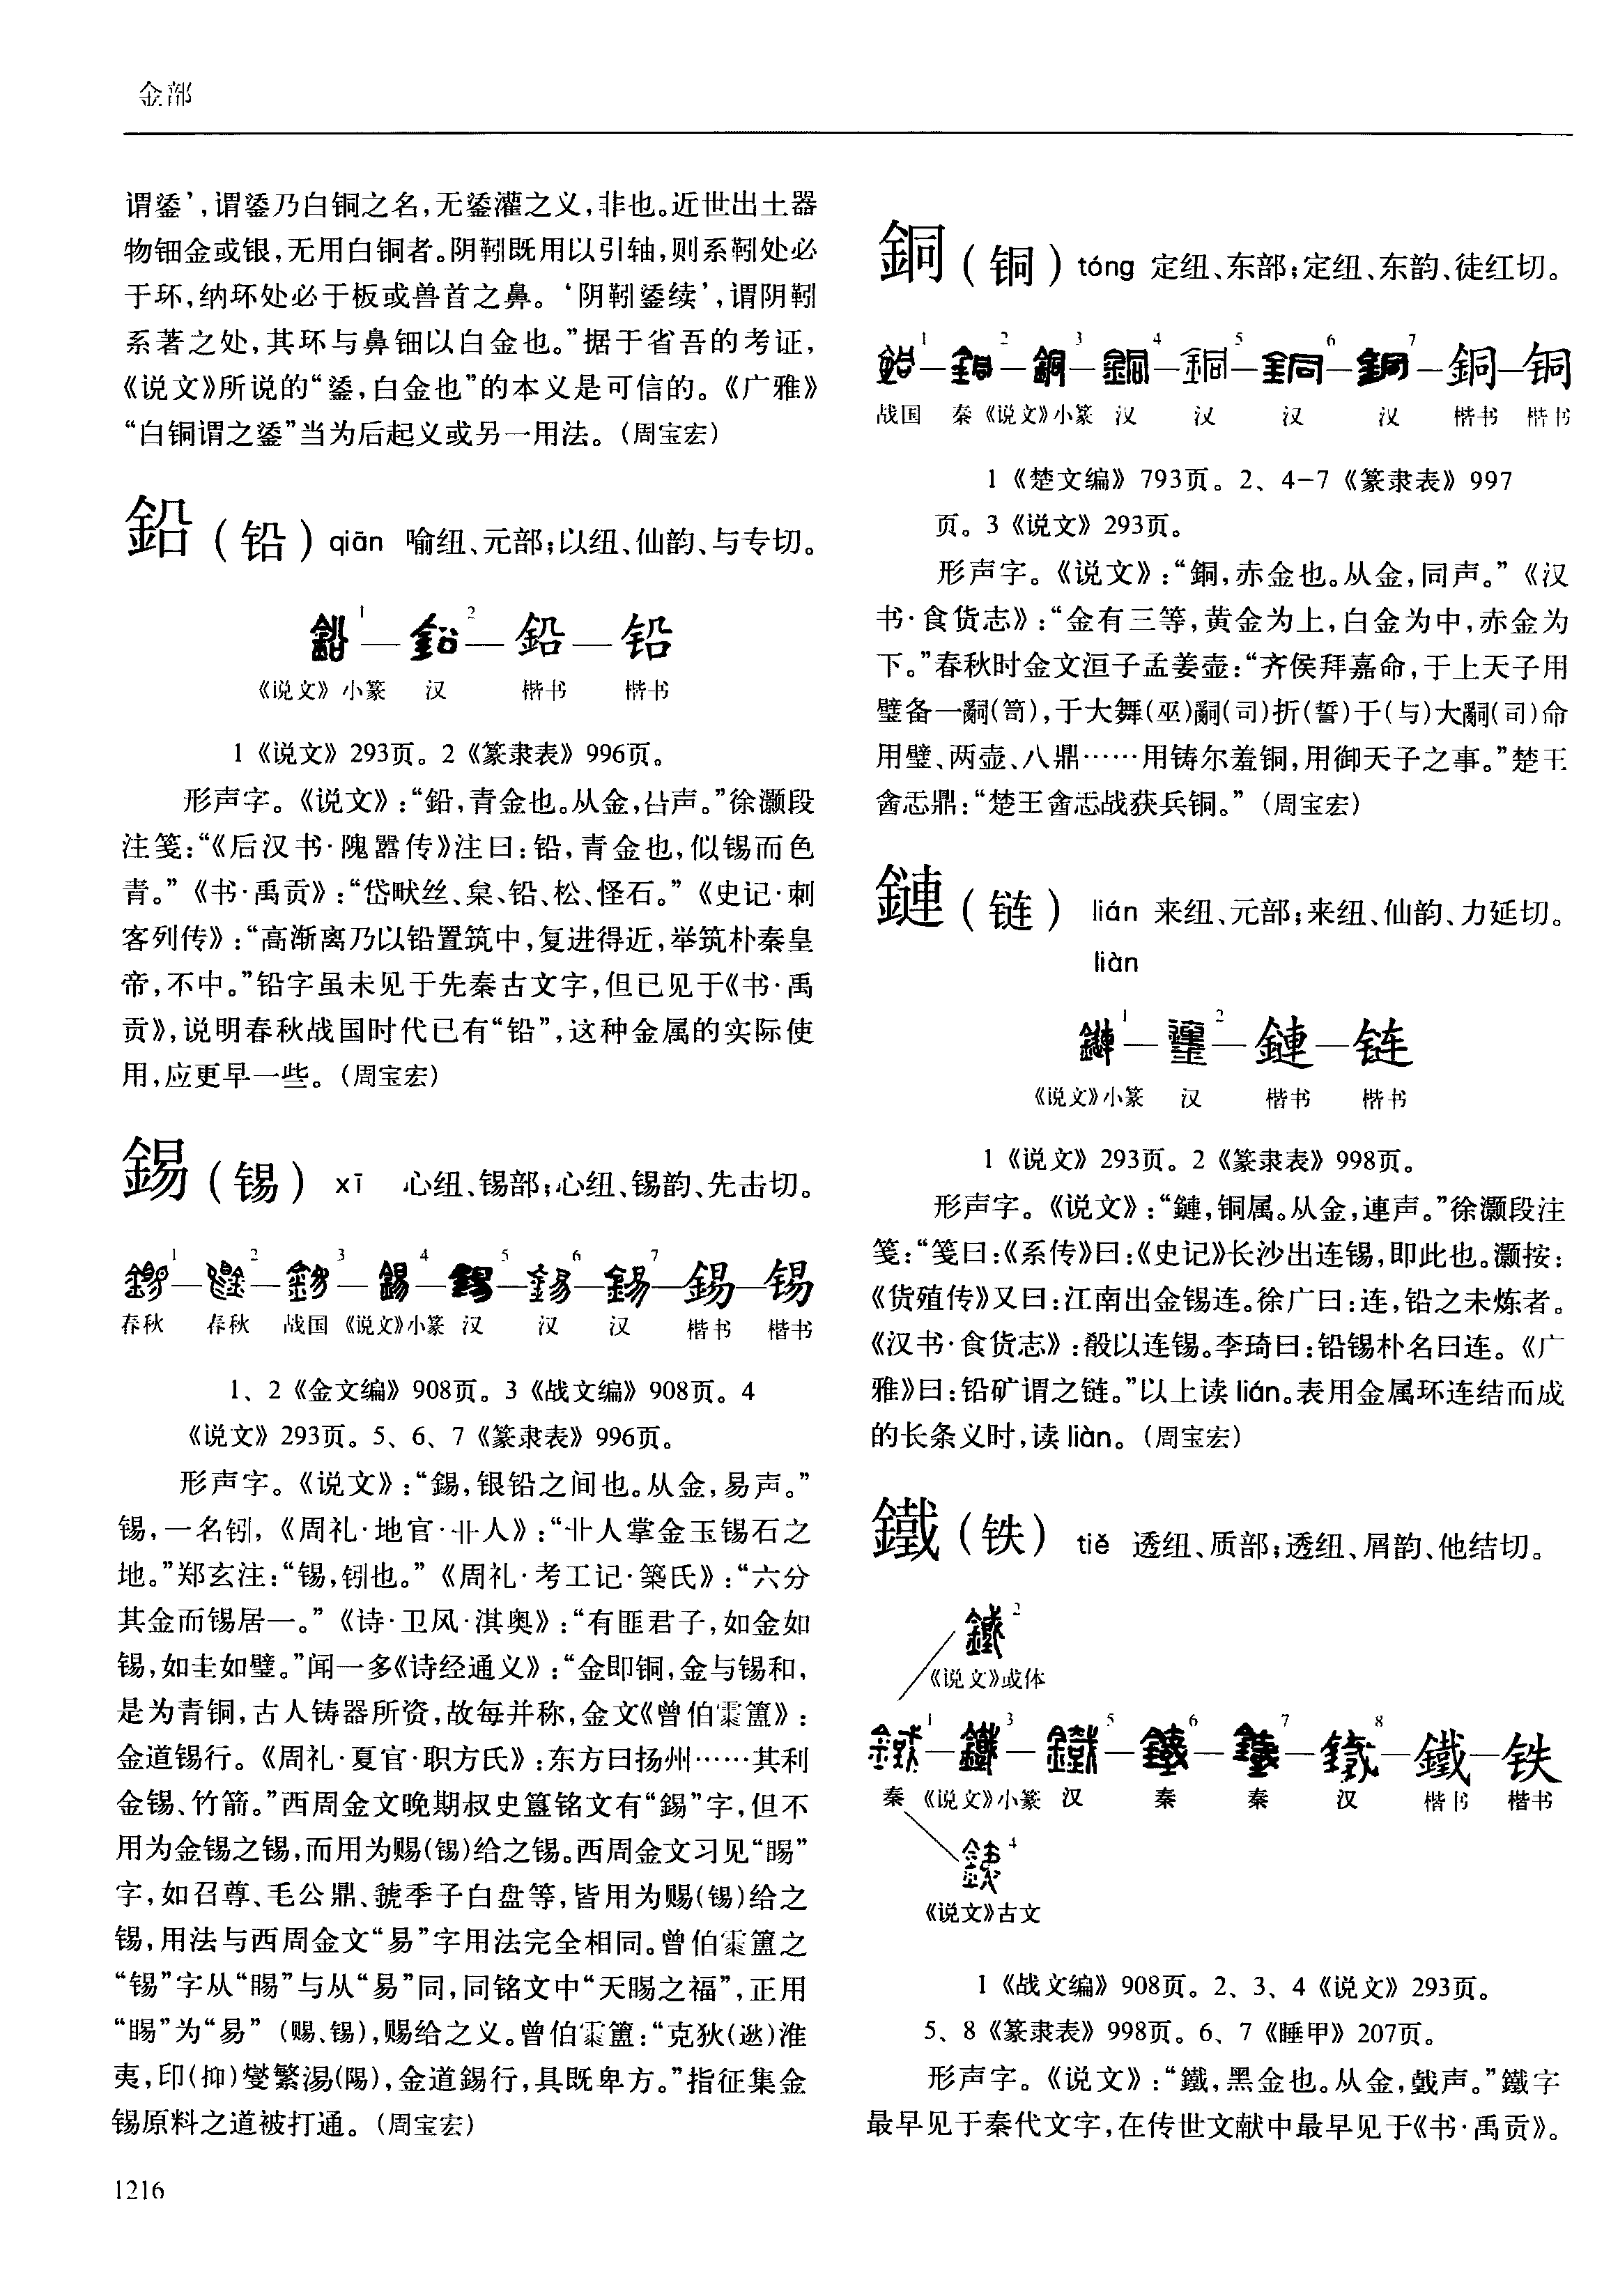 金部
谓鋈’,谓鋈乃白铜之名,无鋈灌之义,非也。近世出土器
物钿金或银,无用白铜者。阴靷既用以引轴,则系靷处必
于环,纳环处必于板或兽首之鼻。‘阴靷鋈续’,谓阴靷
系著之处,其环与鼻钿以白金也。”据于省吾的考证,
《说文》所说的“鋈,白金也”的本义是可信的。《广雅》
“白铜谓之鋈”当为后起义或另一用法。(周宝宏)
鉛(铅)qiān 喻纽、元部;以纽、仙韵、与专切。
1 2
鉛—铅
《说文》小篆 汉 楷书 楷书
1《说文》293页。2《篆隶表》996页。
形声字。《说文》:“鉛,青金也。从金,㕣声。”徐灏段
注笺:“《后汉书·隗嚣传》注曰:铅,青金也,似锡而色
青。”《书·禹贡》:“岱畎丝、枲、铅、松、怪石。”《史记·刺
客列传》:“高渐离乃以铅置筑中,复进得近,举筑朴秦皇
帝,不中。”铅字虽未见于先秦古文字,但已见于《书·禹
贡》,说明春秋战国时代已有“铅”,这种金属的实际使
用,应更早一些。(周宝宏)
錫(锡)xī 心纽、锡部;心纽、锡韵、先击切。
1 2 3 4 5 6 7
錫—锡
春秋 春秋 战国《说文》小篆 汉 汉 汉 楷书 楷书
1、2《金文编》908页。3《战文编》908页。4
《说文》293页。5、6、7《篆隶表》996页。
形声字。《说文》:“錫,银铅之间也。从金,易声。”
锡,一名鈏,《周礼·地官·卝人》:“卝人掌金玉锡石之
地。”郑玄注:“锡,鈏也。”《周礼·考工记·築氏》:“六分
其金而锡居一。”《诗·卫风·淇奥》:“有匪君子,如金如
锡,如圭如璧。”闻一多《诗经通义》:“金即铜,金与锡和,
是为青铜,古人铸器所资,故每并称,金文《曾伯霥簠》:
金道锡行。《周礼·夏官·职方氏》:东方曰扬州……其利
金锡、竹箭。”西周金文晚期叔史簋铭文有“錫”字,但不
用为金锡之锡,而用为赐(锡)给之锡。西周金文习见“賜”
字,如召尊、毛公鼎、虢季子白盘等,皆用为赐(锡)给之
锡,用法与西周金文“易”字用法完全相同。曾伯霥簠之
“锡”字从“賜”与从“易”同,同铭文中“天賜之福”,正用
“賜”为“易”(赐、锡),赐给之义。曾伯霥簠:“克狄(逖)淮
夷,印(抑)燮繁湯(陽),金道錫行,具既卑方。”指征集金
锡原料之道被打通。(周宝宏)
1216
銅(铜)tóng 定纽、东部;定纽、东韵、徒红切。
1 2 3 4 5 6 7
銅—铜
战国 秦《说文》小篆 汉 汉 汉 汉 楷书 楷书
1《楚文编》793页。2、4-7《篆隶表》997
页。3《说文》293页。
形声字。《说文》:“銅,赤金也。从金,同声。”《汉
书·食货志》:“金有三等,黄金为上,白金为中,赤金为
下。”春秋时金文洹子孟姜壶:“齐侯拜嘉命,于上天子用
璧备一嗣(笥),于大舞(巫)嗣(司)折(誓)于(与)大嗣(司)命
用璧、两壶、八鼎……用铸尔羞铜,用御天子之事。”楚王
酓忎鼎:“楚王酓忎战获兵铜。”(周宝宏)
鏈(链) lián 来纽、元部;来纽、仙韵、力延切。
liàn
1 2
鏈—链
《说文》小篆 汉 楷书 楷书
1《说文》293页。2《篆隶表》998页。
形声字。《说文》:“鏈,铜属。从金,連声。”徐灏段注
笺:“笺曰:《系传》曰:《史记》长沙出连锡,即此也。灏按:
《货殖传》又曰:江南出金锡连。徐广曰:连,铅之未炼者。
《汉书·食货志》:殽以连锡。李琦曰:铅锡朴名曰连。《广
雅》曰:铅矿谓之链。”以上读lián。表用金属环连结而成
的长条义时,读liàn。(周宝宏)
鐵(铁) tiě 透纽、质部;透纽、屑韵、他结切。
2
《说文》或体
1 3 5 6 7 8
鐵—铁
秦《说文》小篆 汉 秦 秦 汉 楷书 楷书
4
《说文》古文
1《战文编》908页。2、3、4《说文》293页。
5、8《篆隶表》998页。6、7《睡甲》207页。
形声字。《说文》:“鐵,黑金也。从金,𢧜声。”鐵字
最早见于秦代文字,在传世文献中最早见于《书·禹贡》。